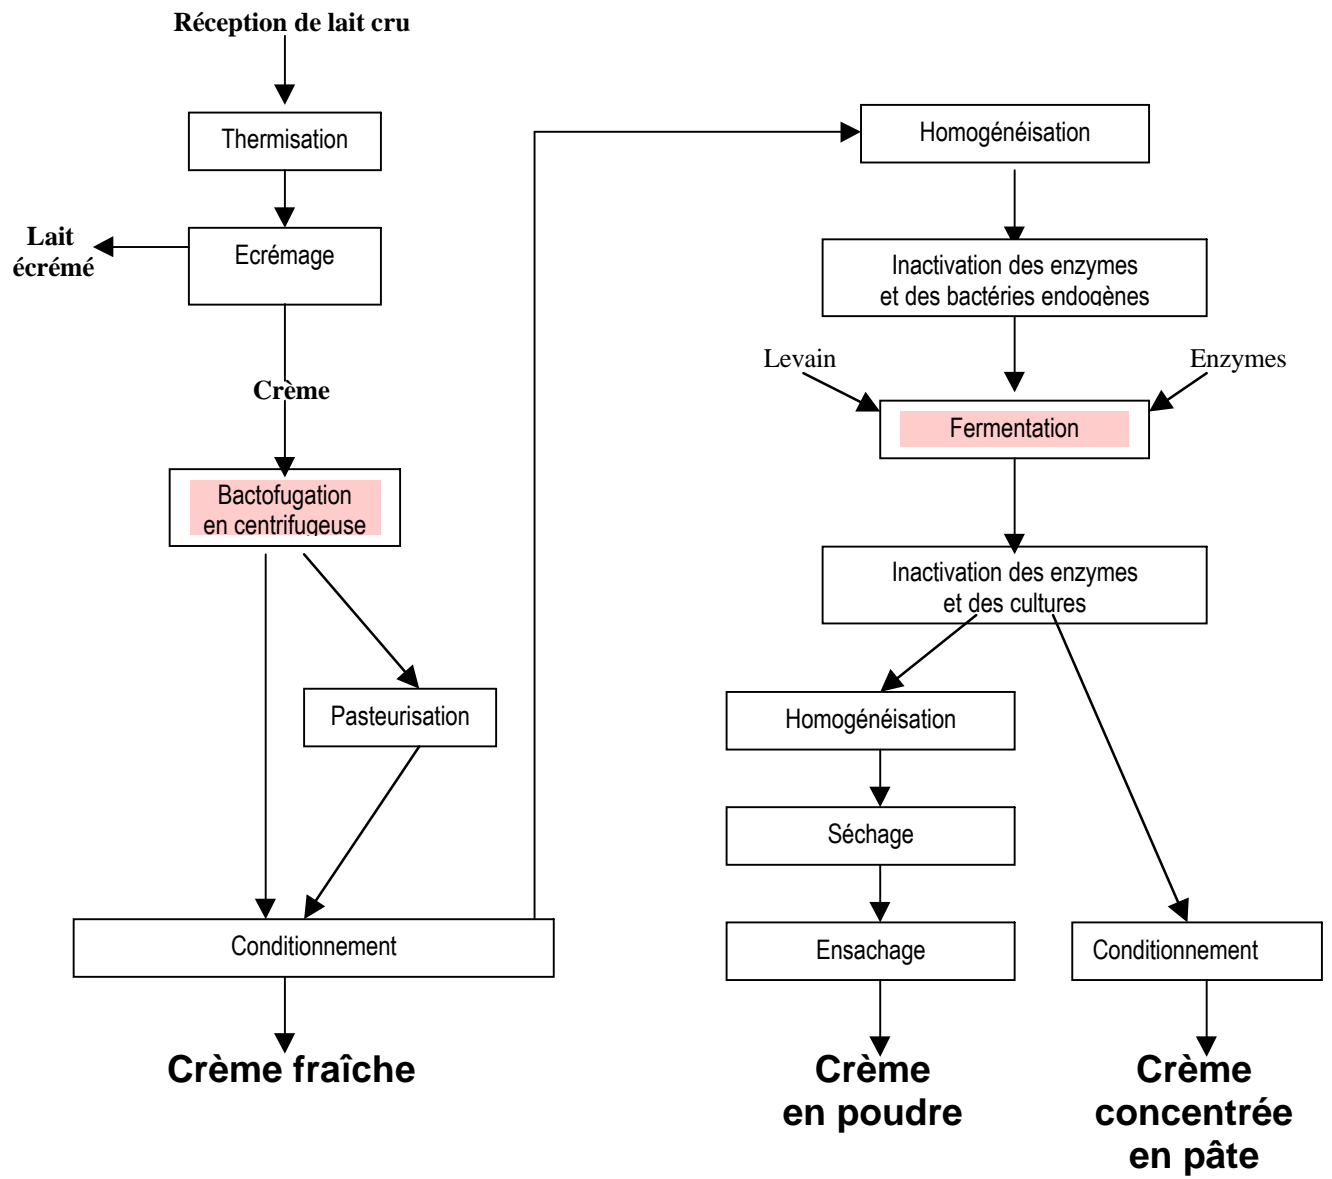 Réception de lait cru
Thermisation
Ecrémage
Lait
écrémé
Crème
Bactofugation
en centrifugeuse
Pasteurisation
Conditionnement
Crème fraîche
Homogénéisation
Inactivation des enzymes
et des bactéries endogènes
Levain
Enzymes
Fermentation
Inactivation des enzymes
et des cultures
Homogénéisation
Séchage
Ensachage
Crème
en poudre
Conditionnement
Crème
concentrée
en pâte